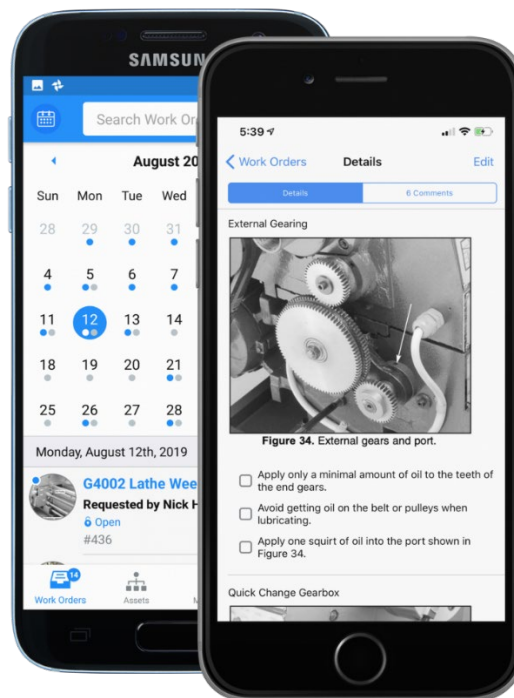 SAMSUN
Search Work Or
August 20
Sun Mon Tue Wed
28 29 30 31
4 5 6 7
11 12 13 14
18 19 20 21
25 26 27 28
Monday, August 12th, 2019
G4002 Lathe Wee
Requested by Nick H
Open
#436
14
Work Orders Assets M
5:39
Work Orders Details Edit
Details 6 Comments
External Gearing
Figure 34. External gears and port.
Apply only a minimal amount of oil to the teeth of
the end gears.
Avoid getting oil on the belt or pulleys when
lubricating.
Apply one squirt of oil into the port shown in
Figure 34.
Quick Change Gearbox